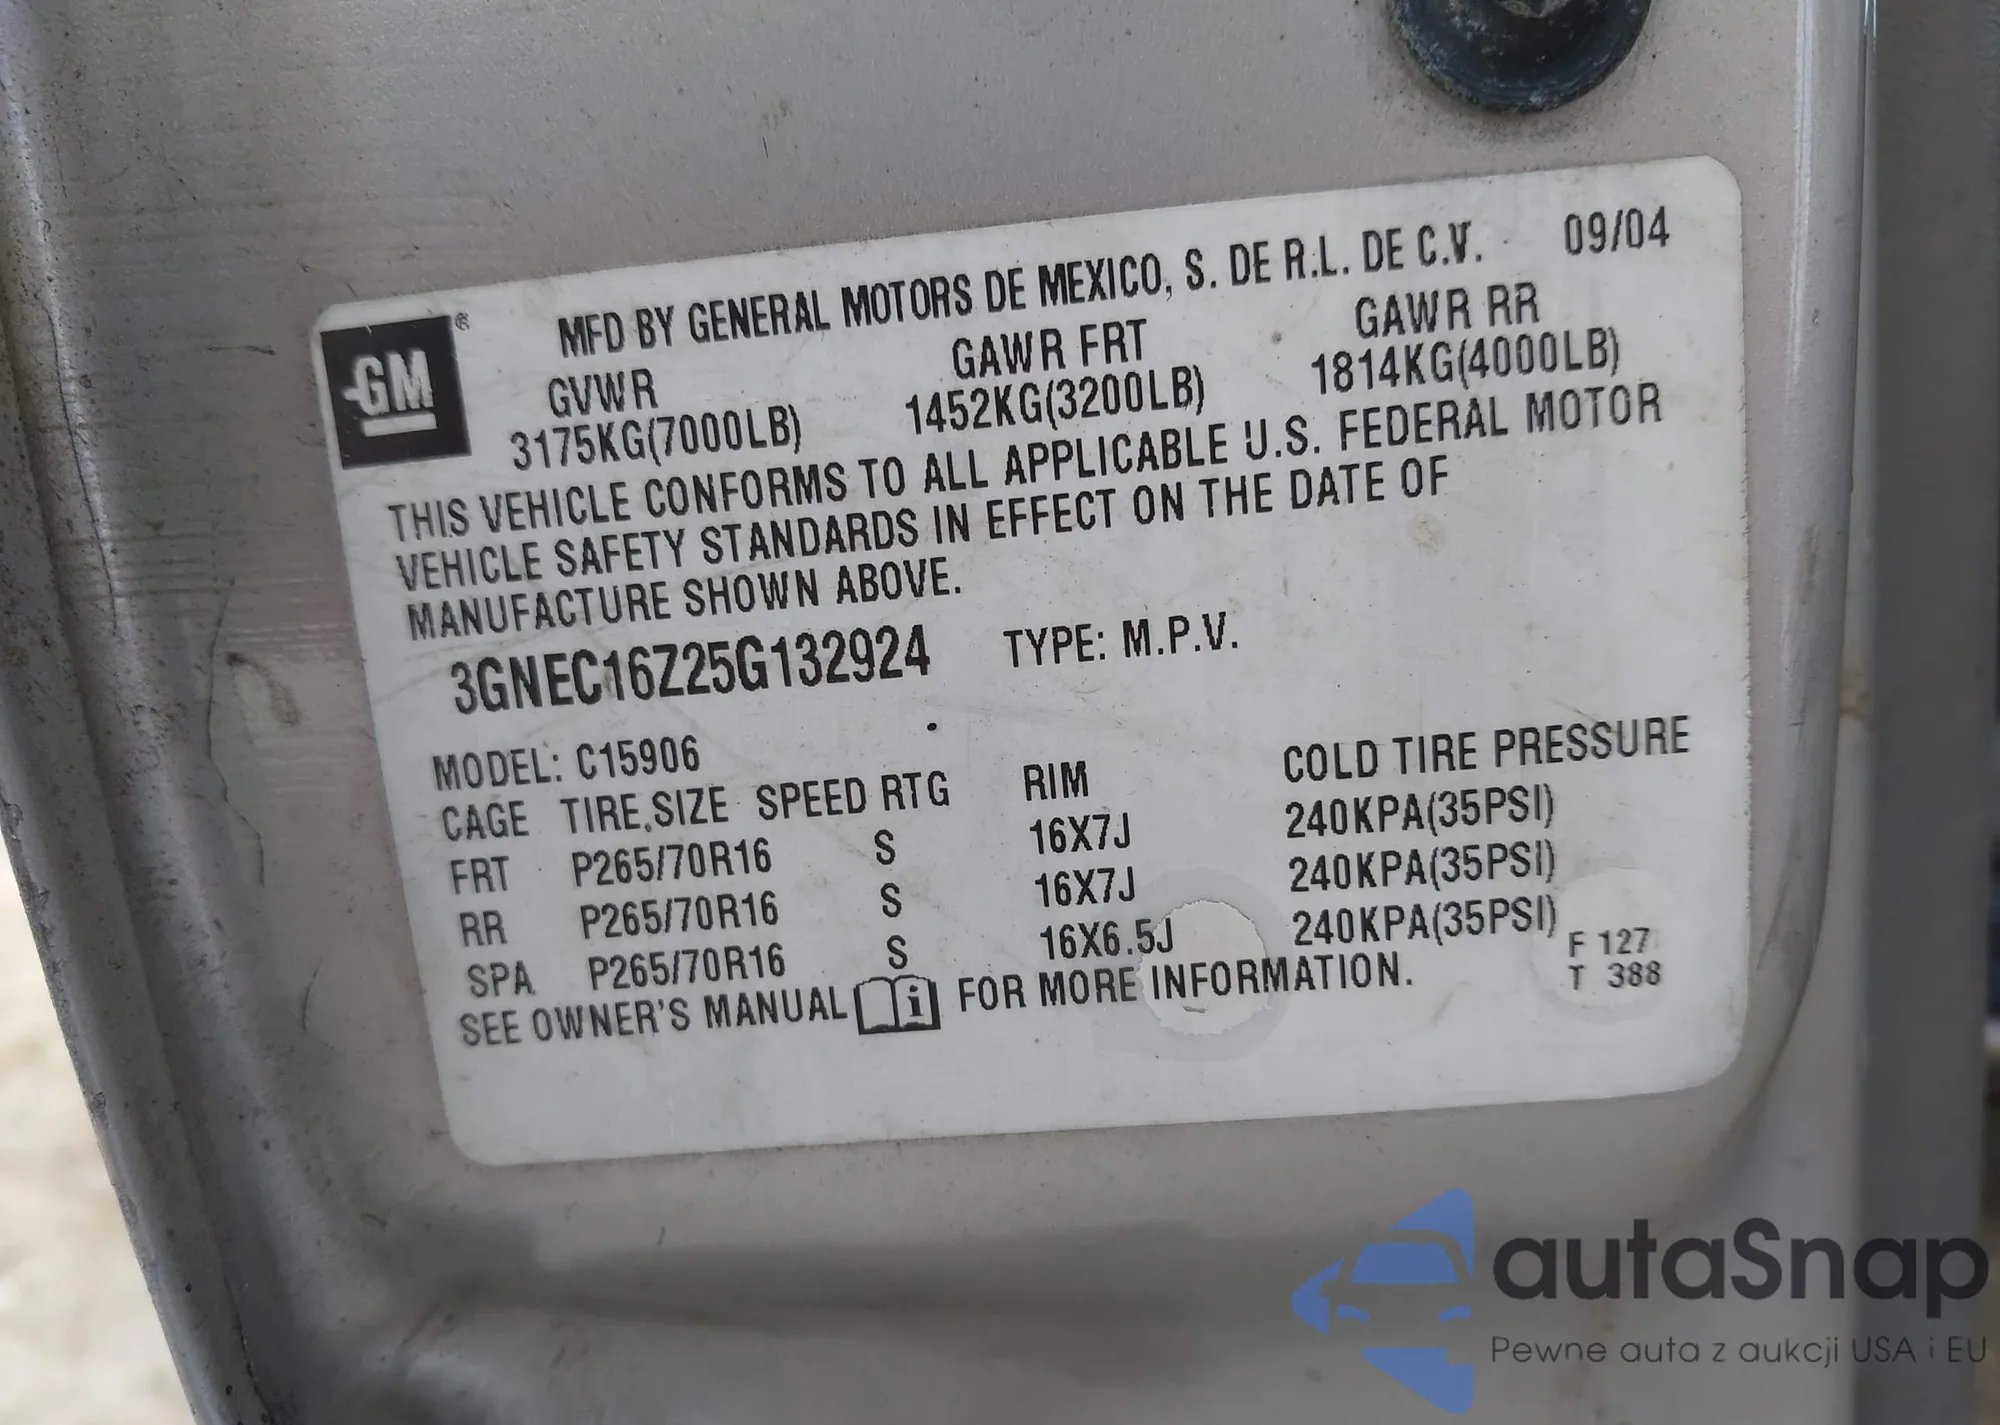 MFD BY GENERAL MOTORS DE MEXICO, S. DE R.L. DE C.V. 09/04
GM ®
GVWR GAWR FRT GAWR RR
3175KG(7000LB) 1452KG(3200LB) 1814KG(4000LB)
THIS VEHICLE CONFORMS TO ALL APPLICABLE U.S. FEDERAL MOTOR
VEHICLE SAFETY STANDARDS IN EFFECT ON THE DATE OF
MANUFACTURE SHOWN ABOVE.
3GNEC16Z25G132924 TYPE: M.P.V.
MODEL: C15906
CAGE TIRE SIZE SPEED RTG RIM COLD TIRE PRESSURE
FRT P265/70R16 S 16X7J 240KPA(35PSI)
RR P265/70R16 S 16X7J 240KPA(35PSI)
SPA P265/70R16 S 16X6.5J 240KPA(35PSI)
SEE OWNER'S MANUAL i FOR MORE INFORMATION.
F 127
T 388
autaSnap
Pewne auta z aukcji USA i EU